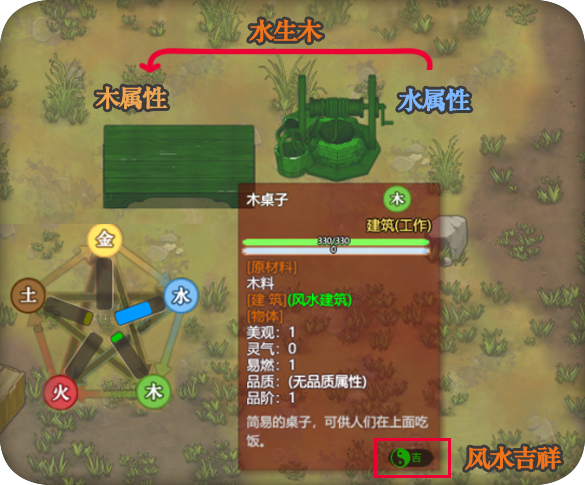 水生木
木属性
水属性
木桌子
木
建筑(工作)
330/330
0
[原材料]
木料
[建 筑](风水建筑)
[物体]
美观：1
灵气：0
易燃：1
品质：(无品质属性)
品阶：1
简易的桌子，可供人们在上面吃
饭。
吉
风水吉祥
金
土
水
火
木